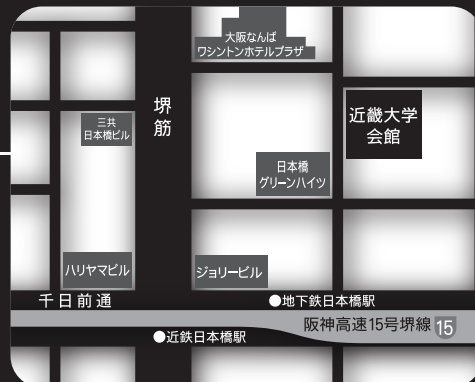 大阪なんば
ワシントンホテルプラザ
堺筋
近畿大学
会館
三共
日本橋ビル
日本橋
グリーンハイツ
ハリヤマビル
ジョリービル
千日前通
●地下鉄日本橋駅
阪神高速15号堺線 15
●近鉄日本橋駅